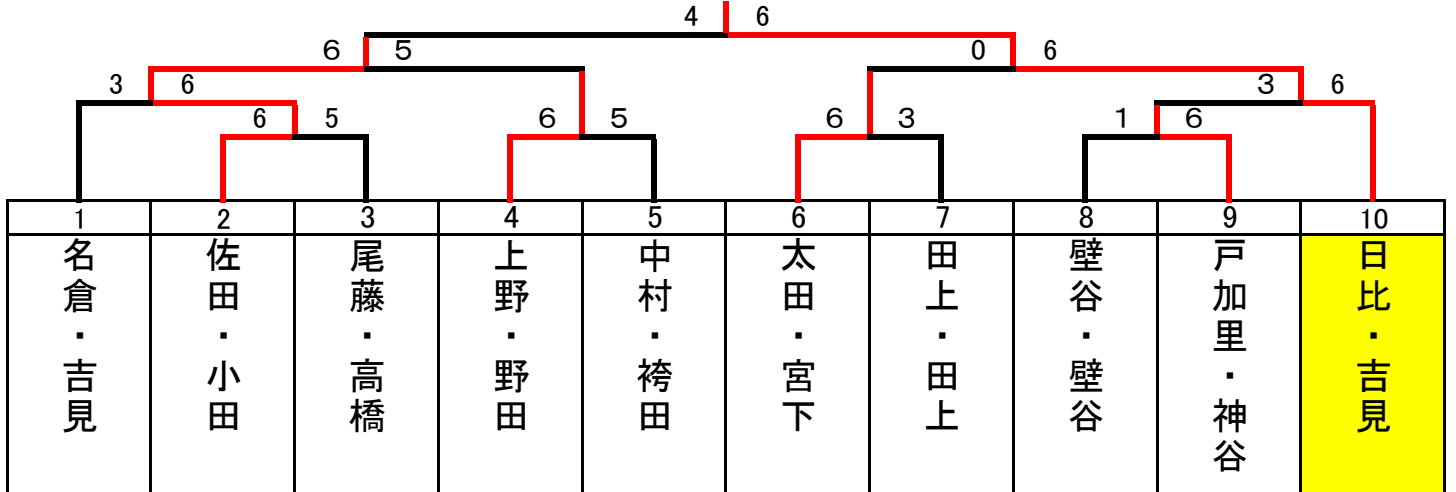 4 6
6 5 0 6
3 6 3 6
6 5 6 5 6 3 1 6
1 2 3 4 5 6 7 8 9 10
名倉・吉見
佐田・小田
尾藤・高橋
上野・野田
中村・袴田
太田・宮下
田上・田上
壁谷・壁谷
戸加里・神谷
日比・吉見